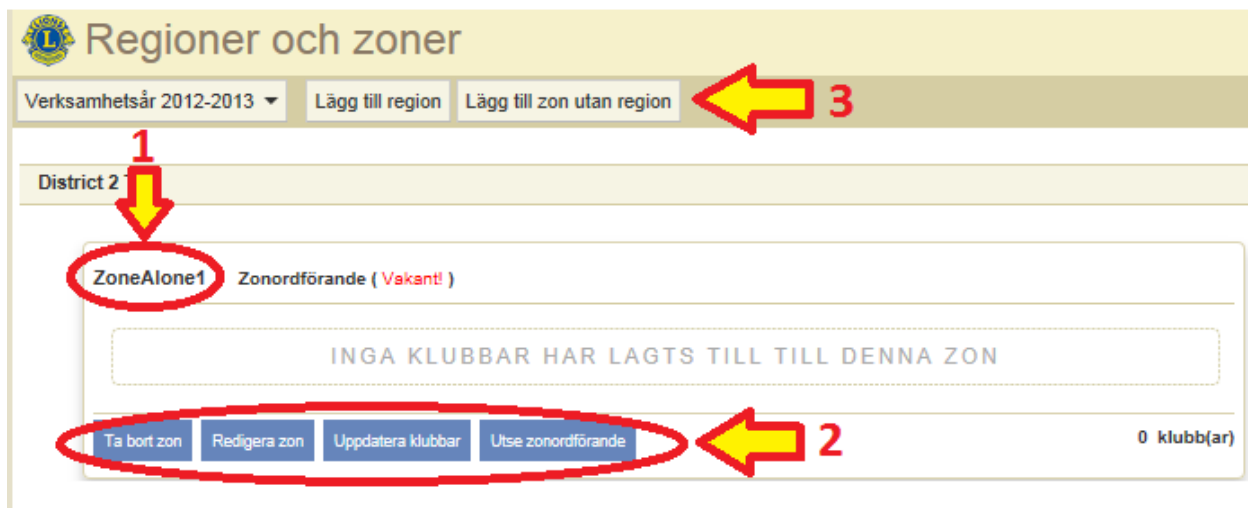 Regioner och zoner
Verksamhetsår 2012-2013 Lägg till region Lägg till zon utan region 3
1
District 2
ZoneAlone1 Zonordförande ( Vakant! )
INGA KLUBBAR HAR LAGTS TILL TILL DENNA ZON
Ta bort zon Redigera zon Uppdatera klubbar Utse zonordförande 2 0 klubb(ar)